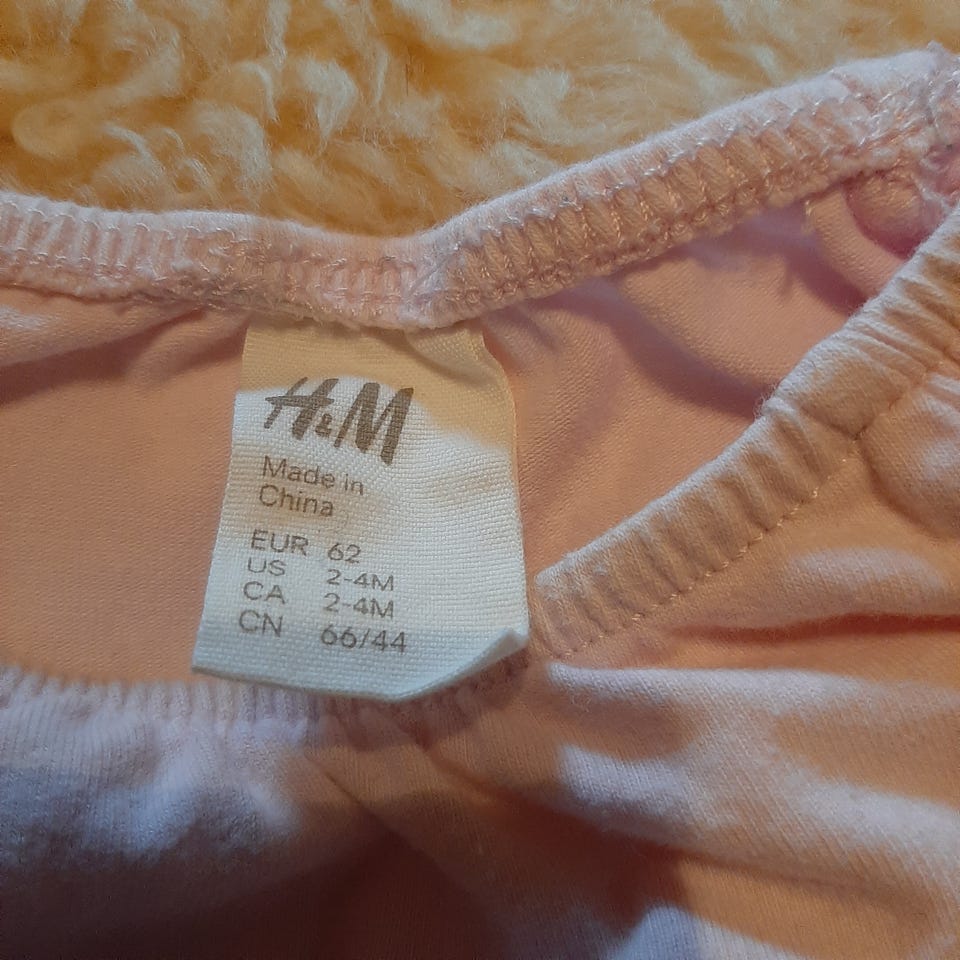 H&M
Made in
China
EUR 62
US 2-4M
CA 2-4M
CN 66/44